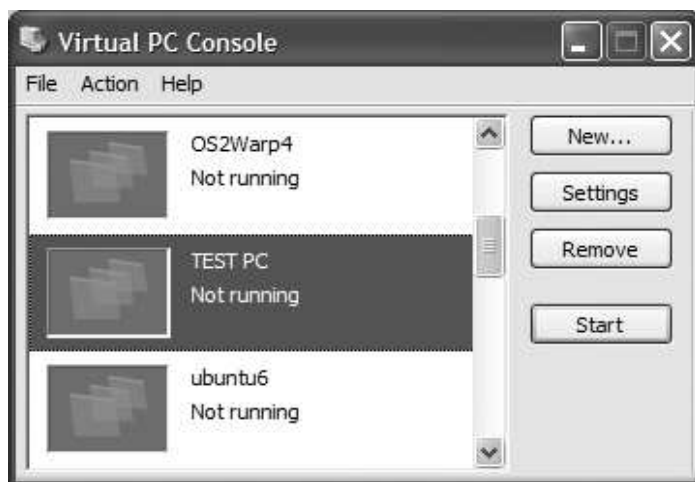 Virtual PC Console
File Action Help
OS2Warp4
Not running
TEST PC
Not running
ubuntu6
Not running
New...
Settings
Remove
Start